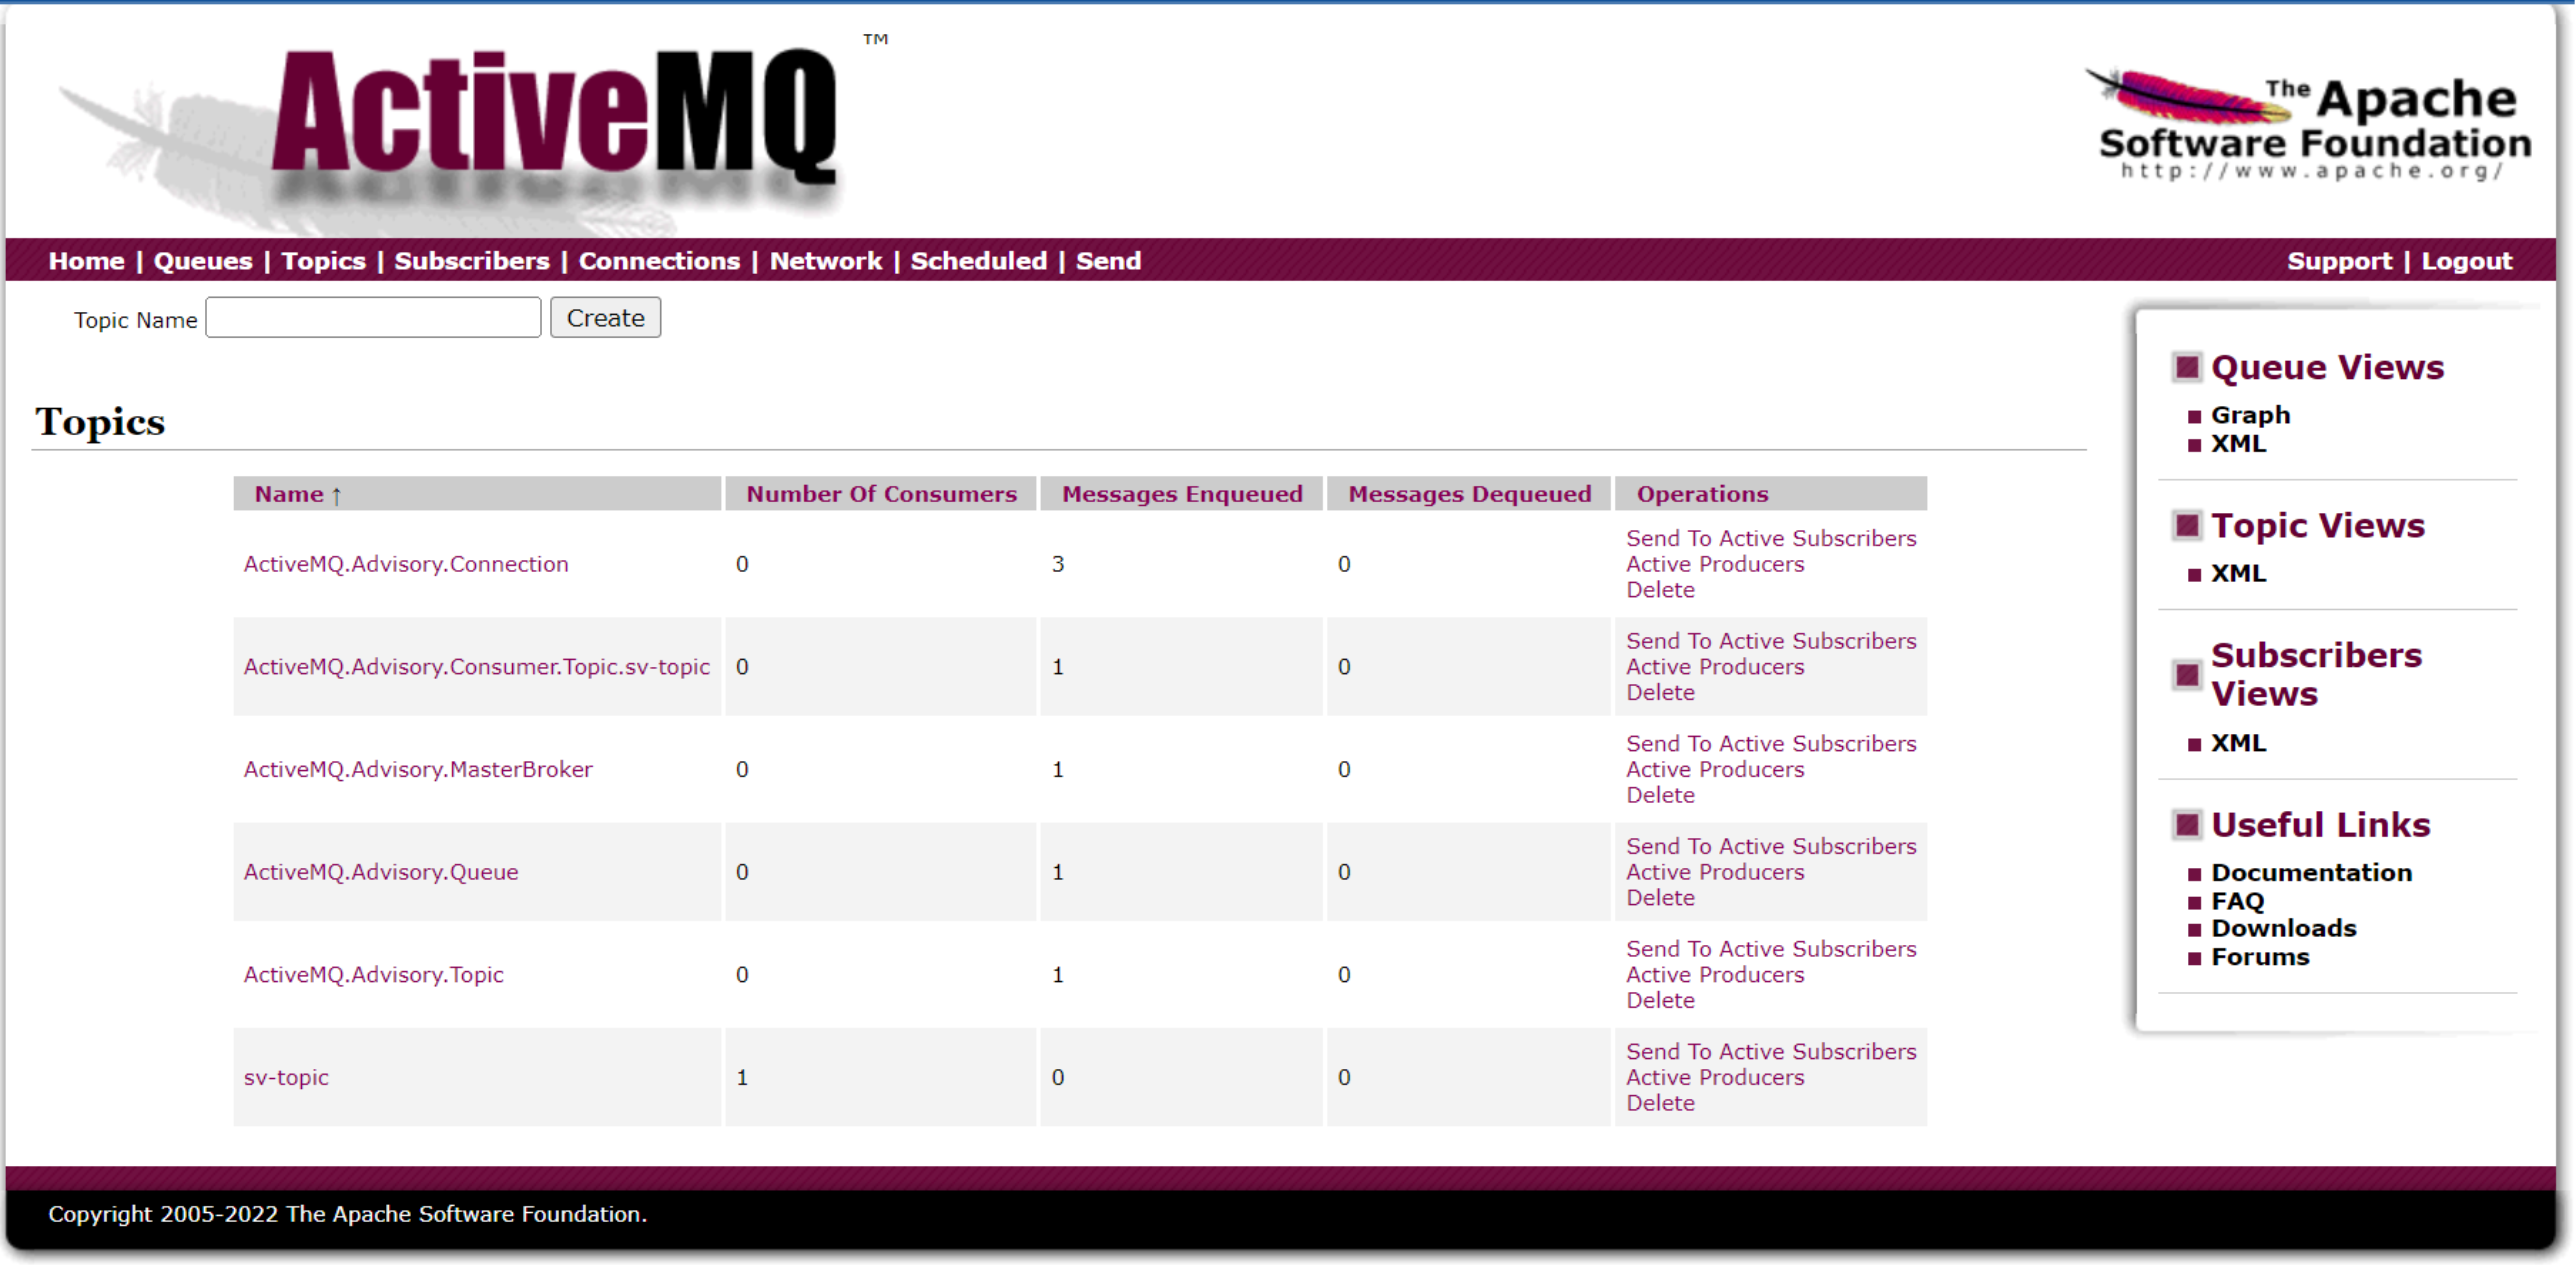 ActiveMQ ™
The Apache
Software Foundation
http://www.apache.org/
Home | Queues | Topics | Subscribers | Connections | Network | Scheduled | Send
Support | Logout
Topic Name Create
Topics
Name ↑ Number Of Consumers Messages Enqueued Messages Dequeued Operations
ActiveMQ.Advisory.Connection 0 3 0 Send To Active Subscribers
Active Producers
Delete
ActiveMQ.Advisory.Consumer.Topic.sv-topic 0 1 0 Send To Active Subscribers
Active Producers
Delete
ActiveMQ.Advisory.MasterBroker 0 1 0 Send To Active Subscribers
Active Producers
Delete
ActiveMQ.Advisory.Queue 0 1 0 Send To Active Subscribers
Active Producers
Delete
ActiveMQ.Advisory.Topic 0 1 0 Send To Active Subscribers
Active Producers
Delete
sv-topic 1 0 0 Send To Active Subscribers
Active Producers
Delete
Queue Views
Graph
XML
Topic Views
XML
Subscribers
Views
XML
Useful Links
Documentation
FAQ
Downloads
Forums
Copyright 2005-2022 The Apache Software Foundation.